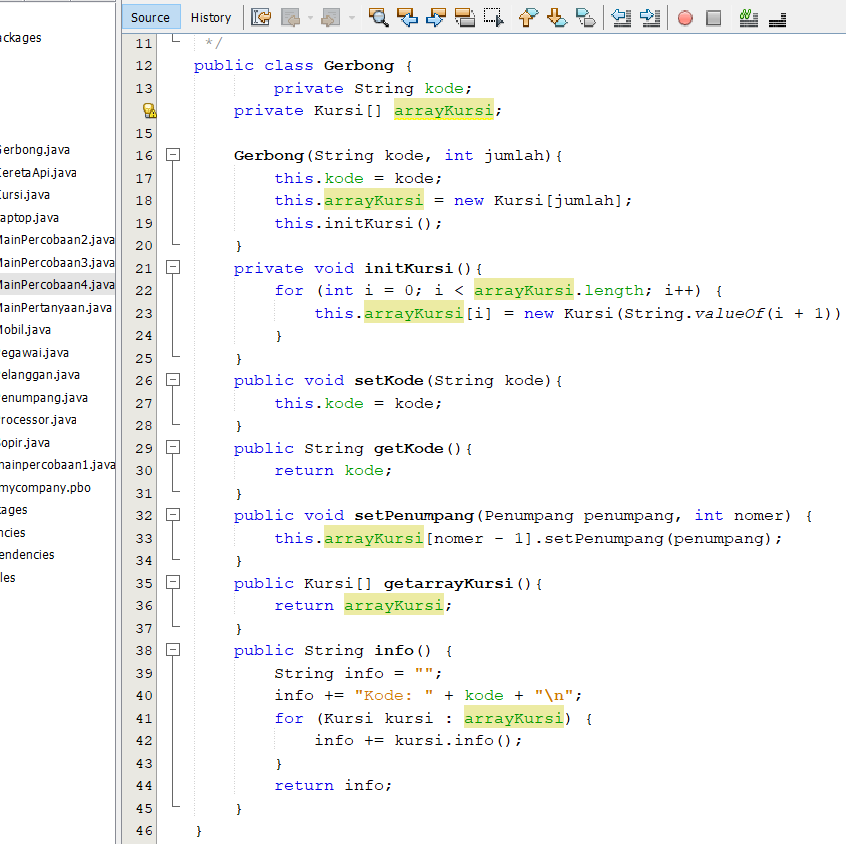 Source History
ackages
Gerbong.java
KeretaApi.java
Kursi.java
aptop.java
MainPercobaan2.java
MainPercobaan3.java
MainPercobaan4.java
MainPertanyaan.java
Mobil.java
egawai.java
elanggan.java
enumpang.java
rocessor.java
opir.java
mainpercobaan1.java
mycompany.pbo
ages
ncies
endencies
les
11 */
12 public class Gerbong {
13 private String kode;
private Kursi[] arrayKursi;
15
16 Gerbong(String kode, int jumlah){
17 this.kode = kode;
18 this.arrayKursi = new Kursi[jumlah];
19 this.initKursi();
20 }
21 private void initKursi(){
22 for (int i = 0; i < arrayKursi.length; i++) {
23 this.arrayKursi[i] = new Kursi(String.valueOf(i + 1))
24 }
25 }
26 public void setKode(String kode){
27 this.kode = kode;
28 }
29 public String getKode(){
30 return kode;
31 }
32 public void setPenumpang(Penumpang penumpang, int nomer) {
33 this.arrayKursi[nomer - 1].setPenumpang(penumpang);
34 }
35 public Kursi[] getarrayKursi(){
36 return arrayKursi;
37 }
38 public String info() {
39 String info = "";
40 info += "Kode: " + kode + "\n";
41 for (Kursi kursi : arrayKursi) {
42 info += kursi.info();
43 }
44 return info;
45 }
46 }